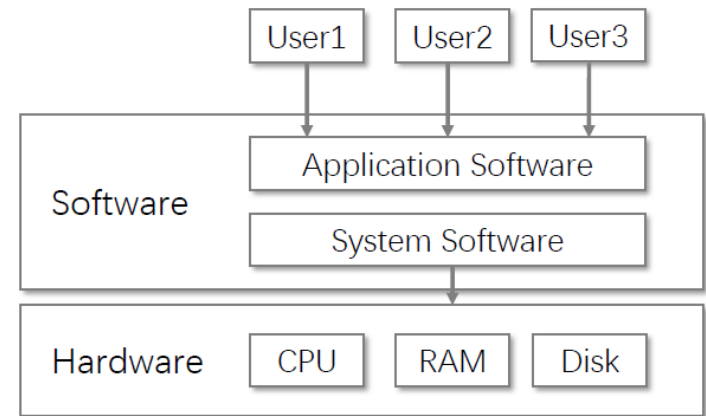 User1 User2 User3
Application Software
Software
System Software
Hardware CPU RAM Disk